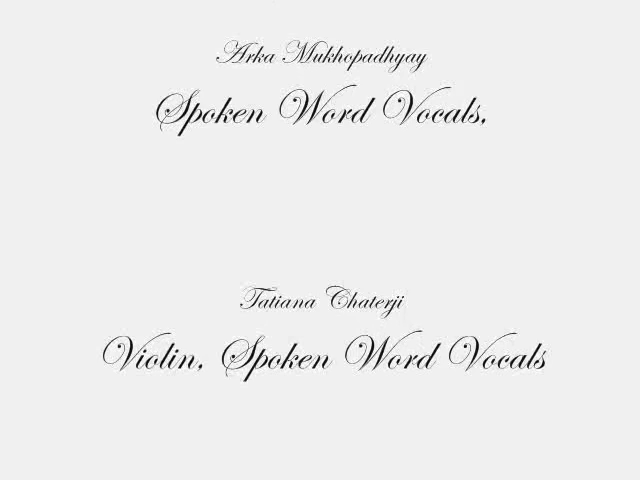 Arka Mukhopadhyay
Spoken Word Vocals,
Tatiana Chaterji
Violin, Spoken Word Vocals